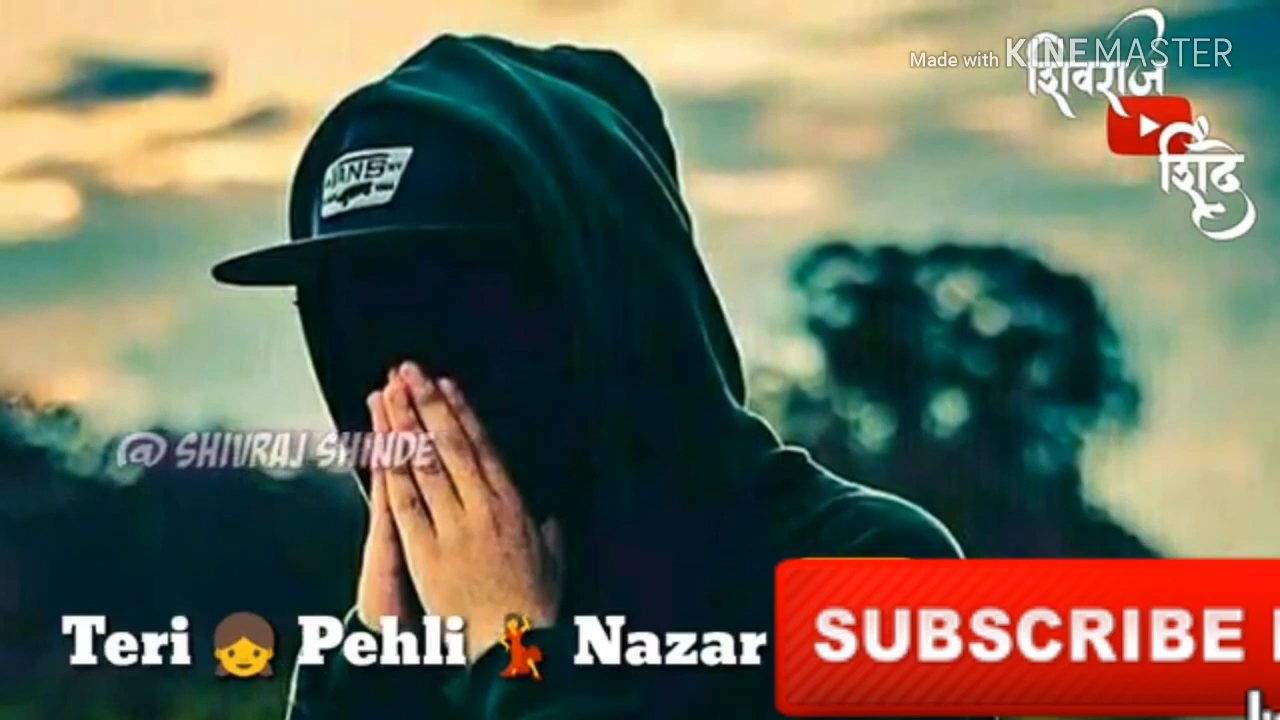 Made with KINEMASTER
शिवराज
शिंदे
VANS
@ SHIVRAJ SHINDE
Teri 👧 Pehli 💃 Nazar
SUBSCRIBE